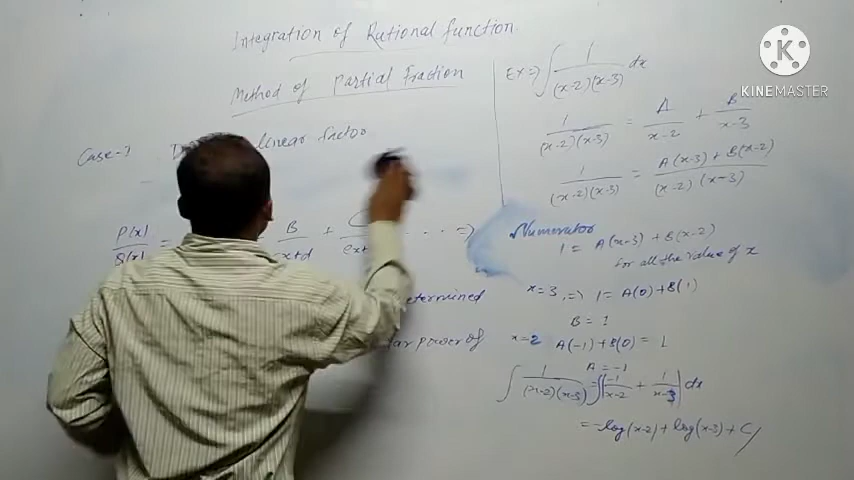 Integration of Rational function
Method of Partial Fraction
Case-1
linear factor
P(x)/Q(x) = B/ x+d + C
. . . . =>
etermined
power of
Ex => ∫ 1/(x-2)(x-3) dx
1/(x-2)(x-3) = A/x-2 + B/x-3
1/(x-2)(x-3) = A(x-3) + B(x-2)/(x-2)(x-3)
Numerator
1 = A(x-3) + B(x-2)
for all the value of x
x=3, => 1 = A(0) + B(1)
B = 1
x=2 A(-1) + B(0) = 1
A = -1
∫ 1/(x-2)(x-3) = ∫ | -1/x-2 + 1/x-3 | dx
= -log(x-2) + log(x-3) + C/
KINEMASTER